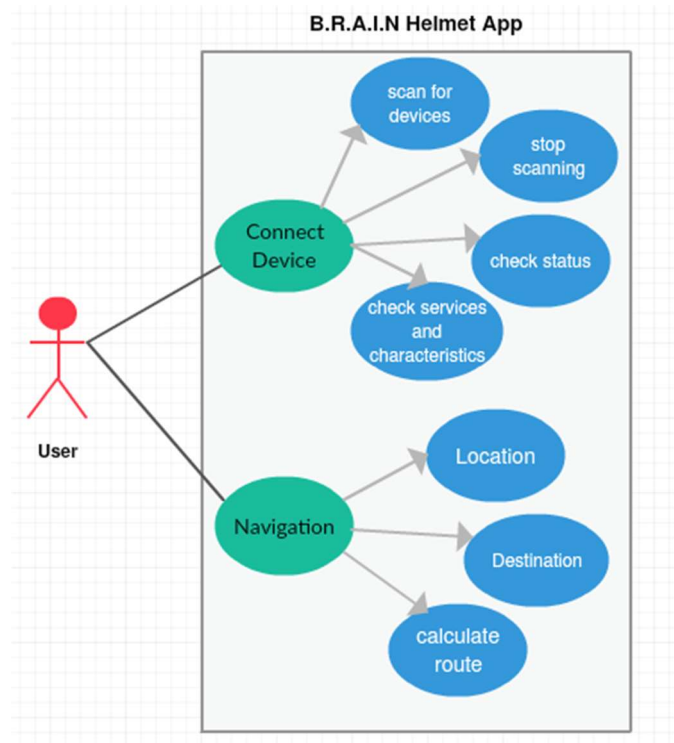 B.R.A.I.N Helmet App
scan for
devices
stop
scanning
Connect
Device
check status
check services
and
characteristics
User
Location
Navigation
Destination
calculate
route